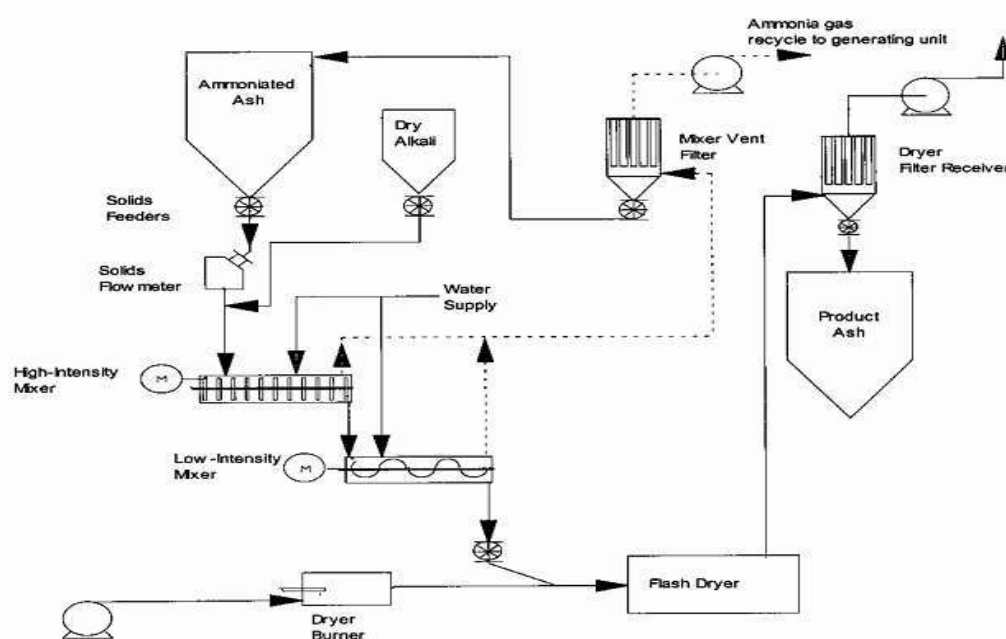 Ammonia gas
recycle to generating unit
Ammoniated
Ash
Dry
Alkali
Mixer Vent
Filter
Dryer
Filter Receiver
Solids
Feeders
Solids
Flow meter
Water
Supply
Product
Ash
High-Intensity
Mixer
M
Low -Intensity
Mixer
M
Flash Dryer
Dryer
Burner